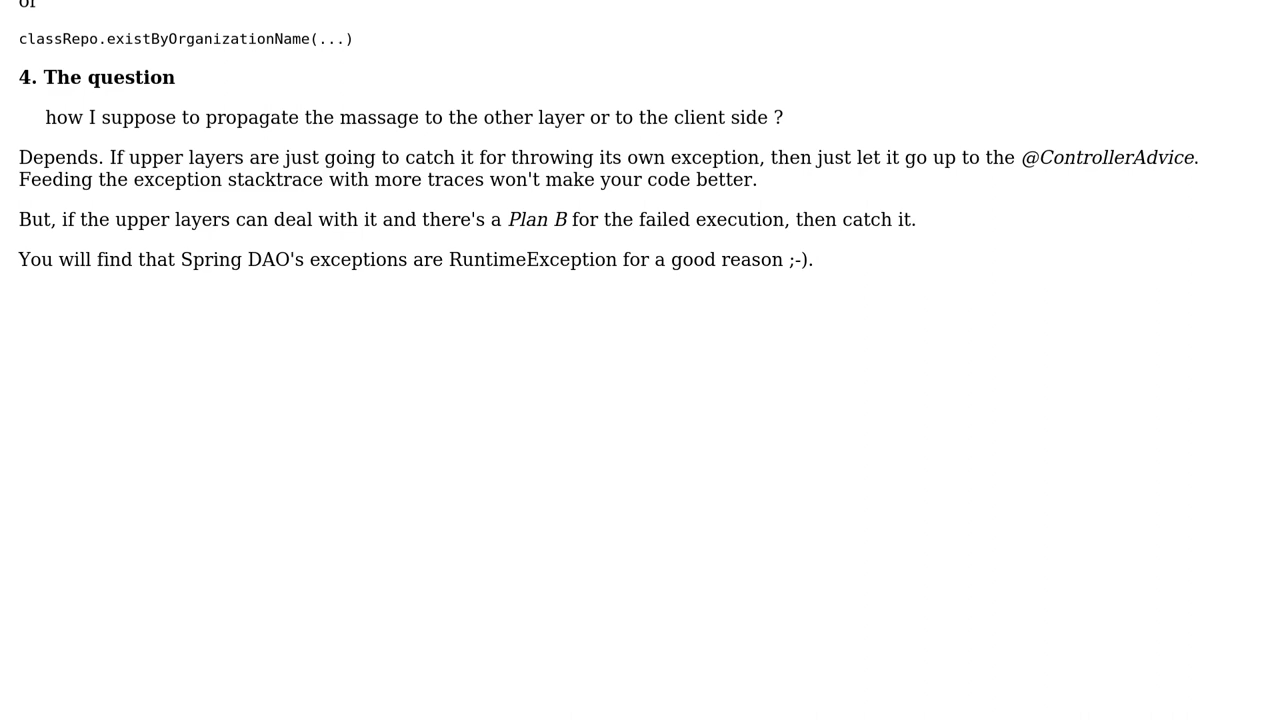 or
classRepo.existByOrganizationName(...)
4. The question
how I suppose to propagate the massage to the other layer or to the client side ?
Depends. If upper layers are just going to catch it for throwing its own exception, then just let it go up to the @ControllerAdvice.
Feeding the exception stacktrace with more traces won't make your code better.
But, if the upper layers can deal with it and there's a Plan B for the failed execution, then catch it.
You will find that Spring DAO's exceptions are RuntimeException for a good reason ;-).